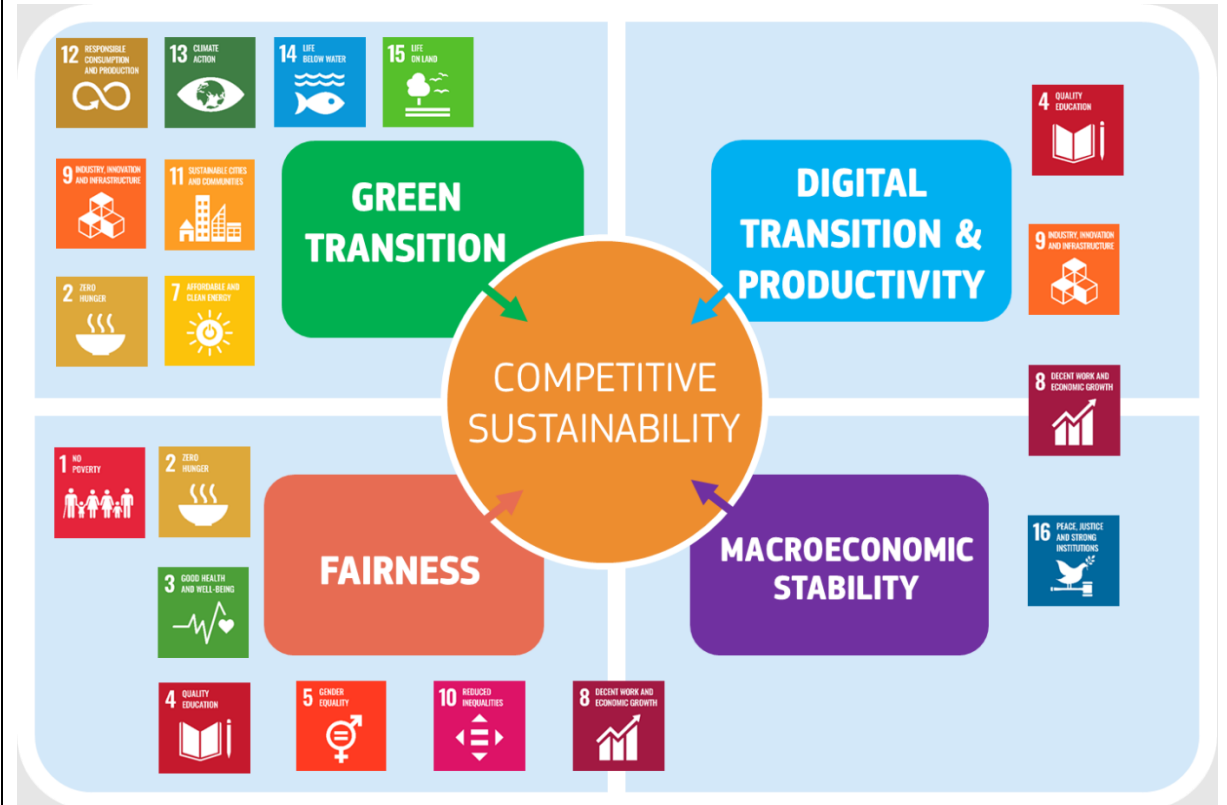 12 RESPONSIBLE
CONSUMPTION
AND PRODUCTION
13 CLIMATE
ACTION
14 LIFE
BELOW WATER
15 LIFE
ON LAND
9 INDUSTRY, INNOVATION
AND INFRASTRUCTURE
11 SUSTAINABLE CITIES
AND COMMUNITIES
2 ZERO
HUNGER
7 AFFORDABLE AND
CLEAN ENERGY
GREEN
TRANSITION
DIGITAL
TRANSITION &
PRODUCTIVITY
4 QUALITY
EDUCATION
9 INDUSTRY, INNOVATION
AND INFRASTRUCTURE
8 DECENT WORK AND
ECONOMIC GROWTH
COMPETITIVE
SUSTAINABILITY
1 NO
POVERTY
2 ZERO
HUNGER
3 GOOD HEALTH
AND WELL-BEING
FAIRNESS
4 QUALITY
EDUCATION
5 GENDER
EQUALITY
10 REDUCED
INEQUALITIES
8 DECENT WORK AND
ECONOMIC GROWTH
MACROECONOMIC
STABILITY
16 PEACE, JUSTICE
AND STRONG
INSTITUTIONS